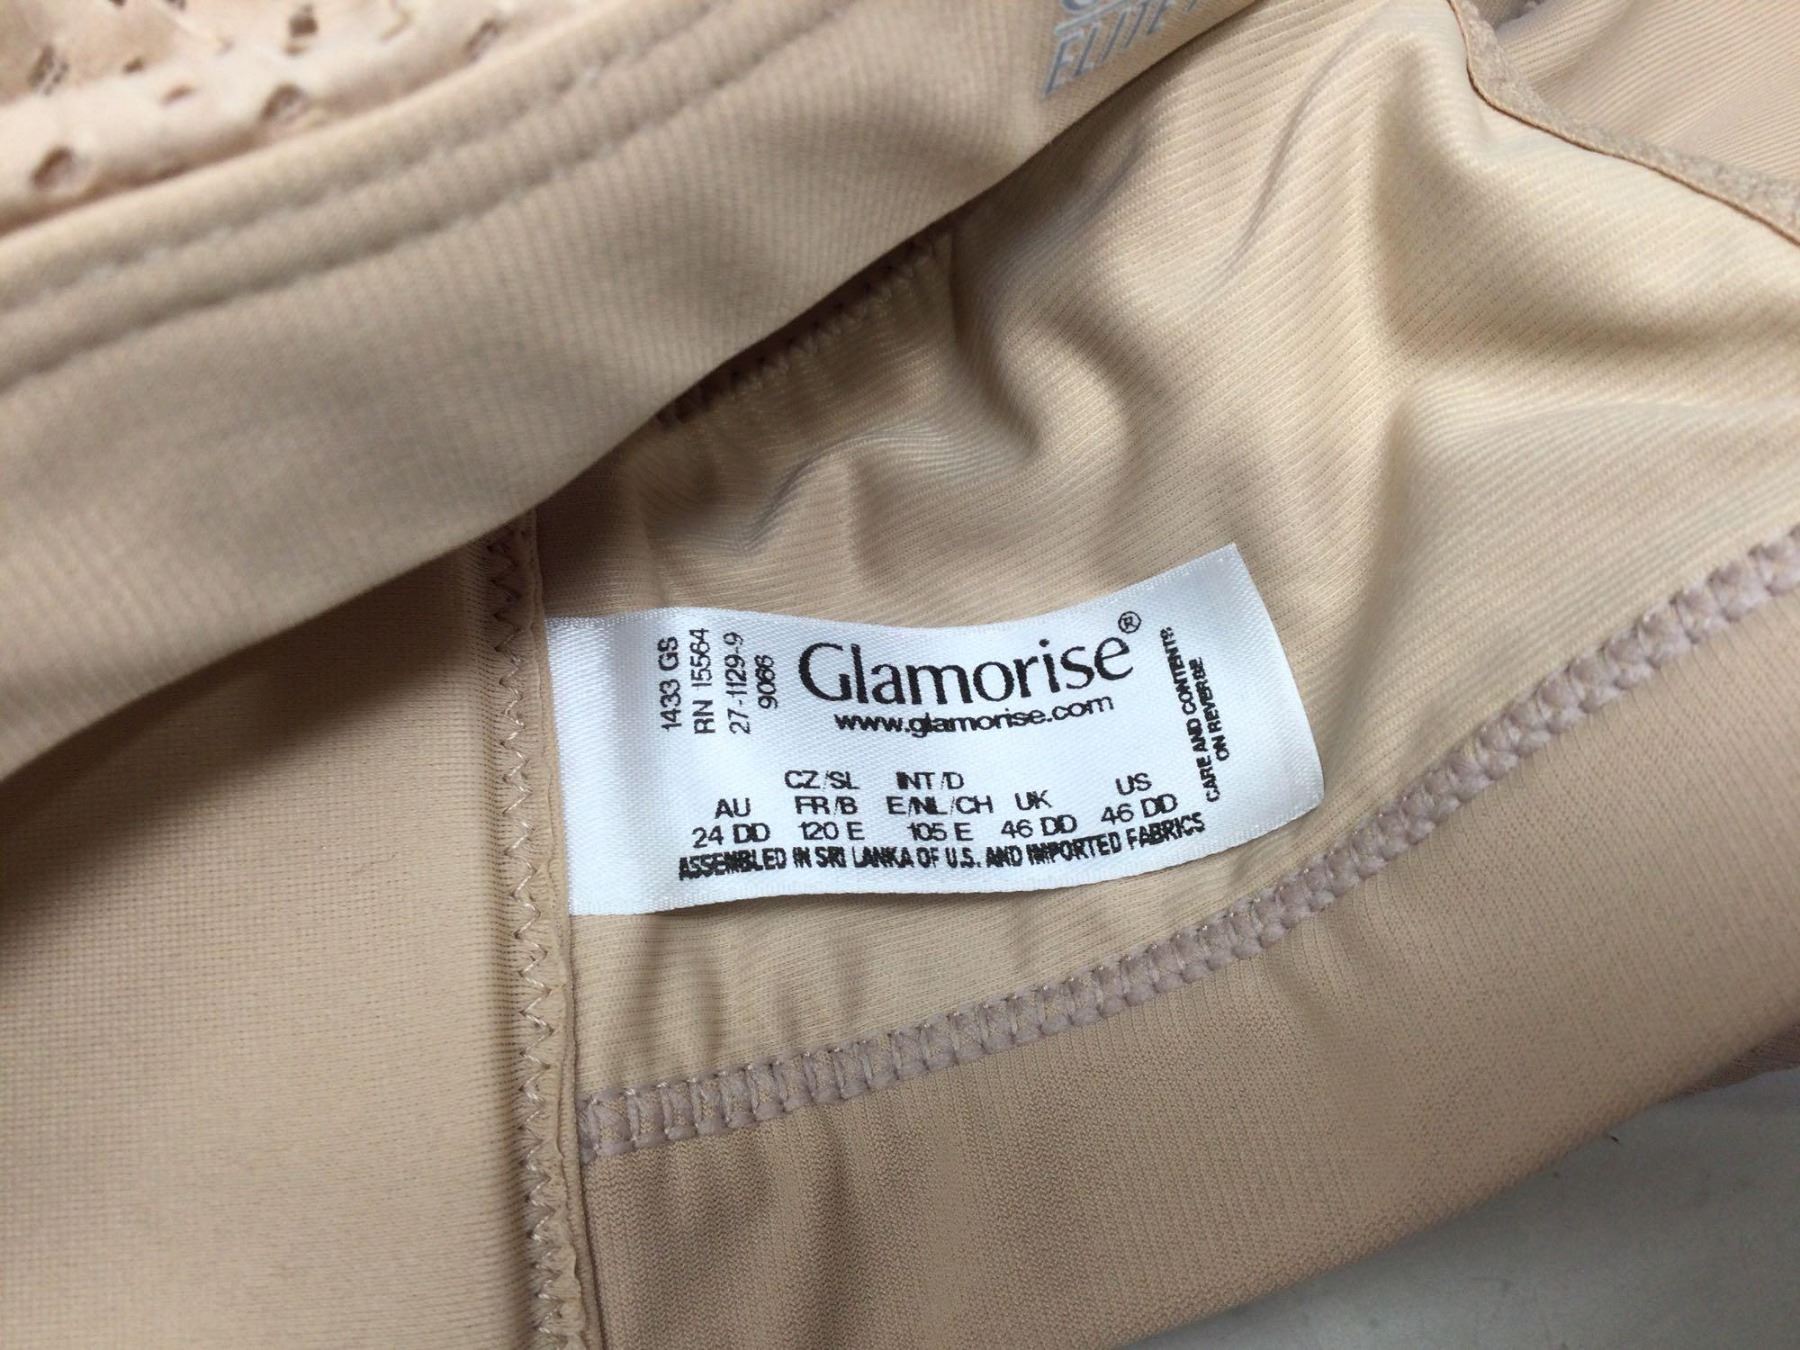 ELITE
1433 GS
RN 15564
27-1129-9
9066
Glamorise®
www.glamorise.com
CARE AND CONTENTS:
ON REVERSE
CZ/SL INT/D
AU FR/B E/NL/CH UK US
24 DD 120 E 105 E 46 DD 46 DD
ASSEMBLED IN SRI LANKA OF U.S. AND IMPORTED FABRICS